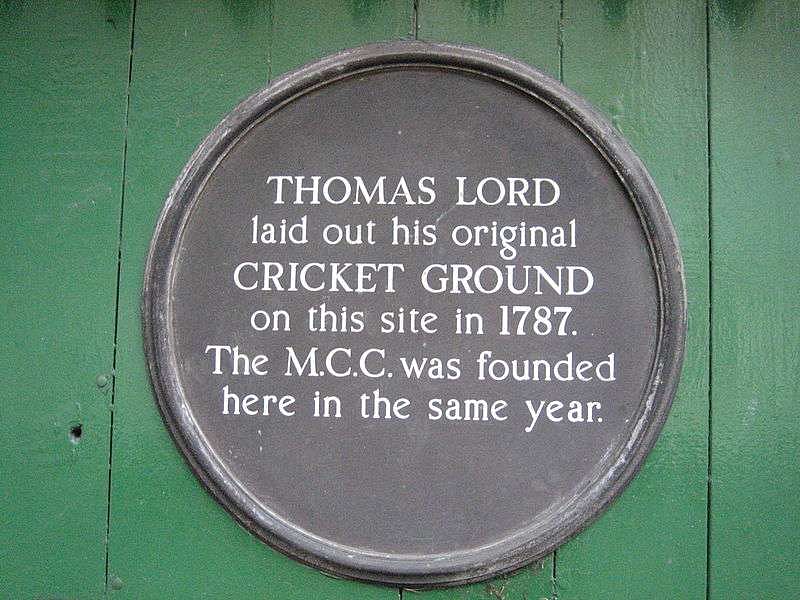 THOMAS LORD
laid out his original
CRICKET GROUND
on this site in 1787.
The M.C.C. was founded
here in the same year.